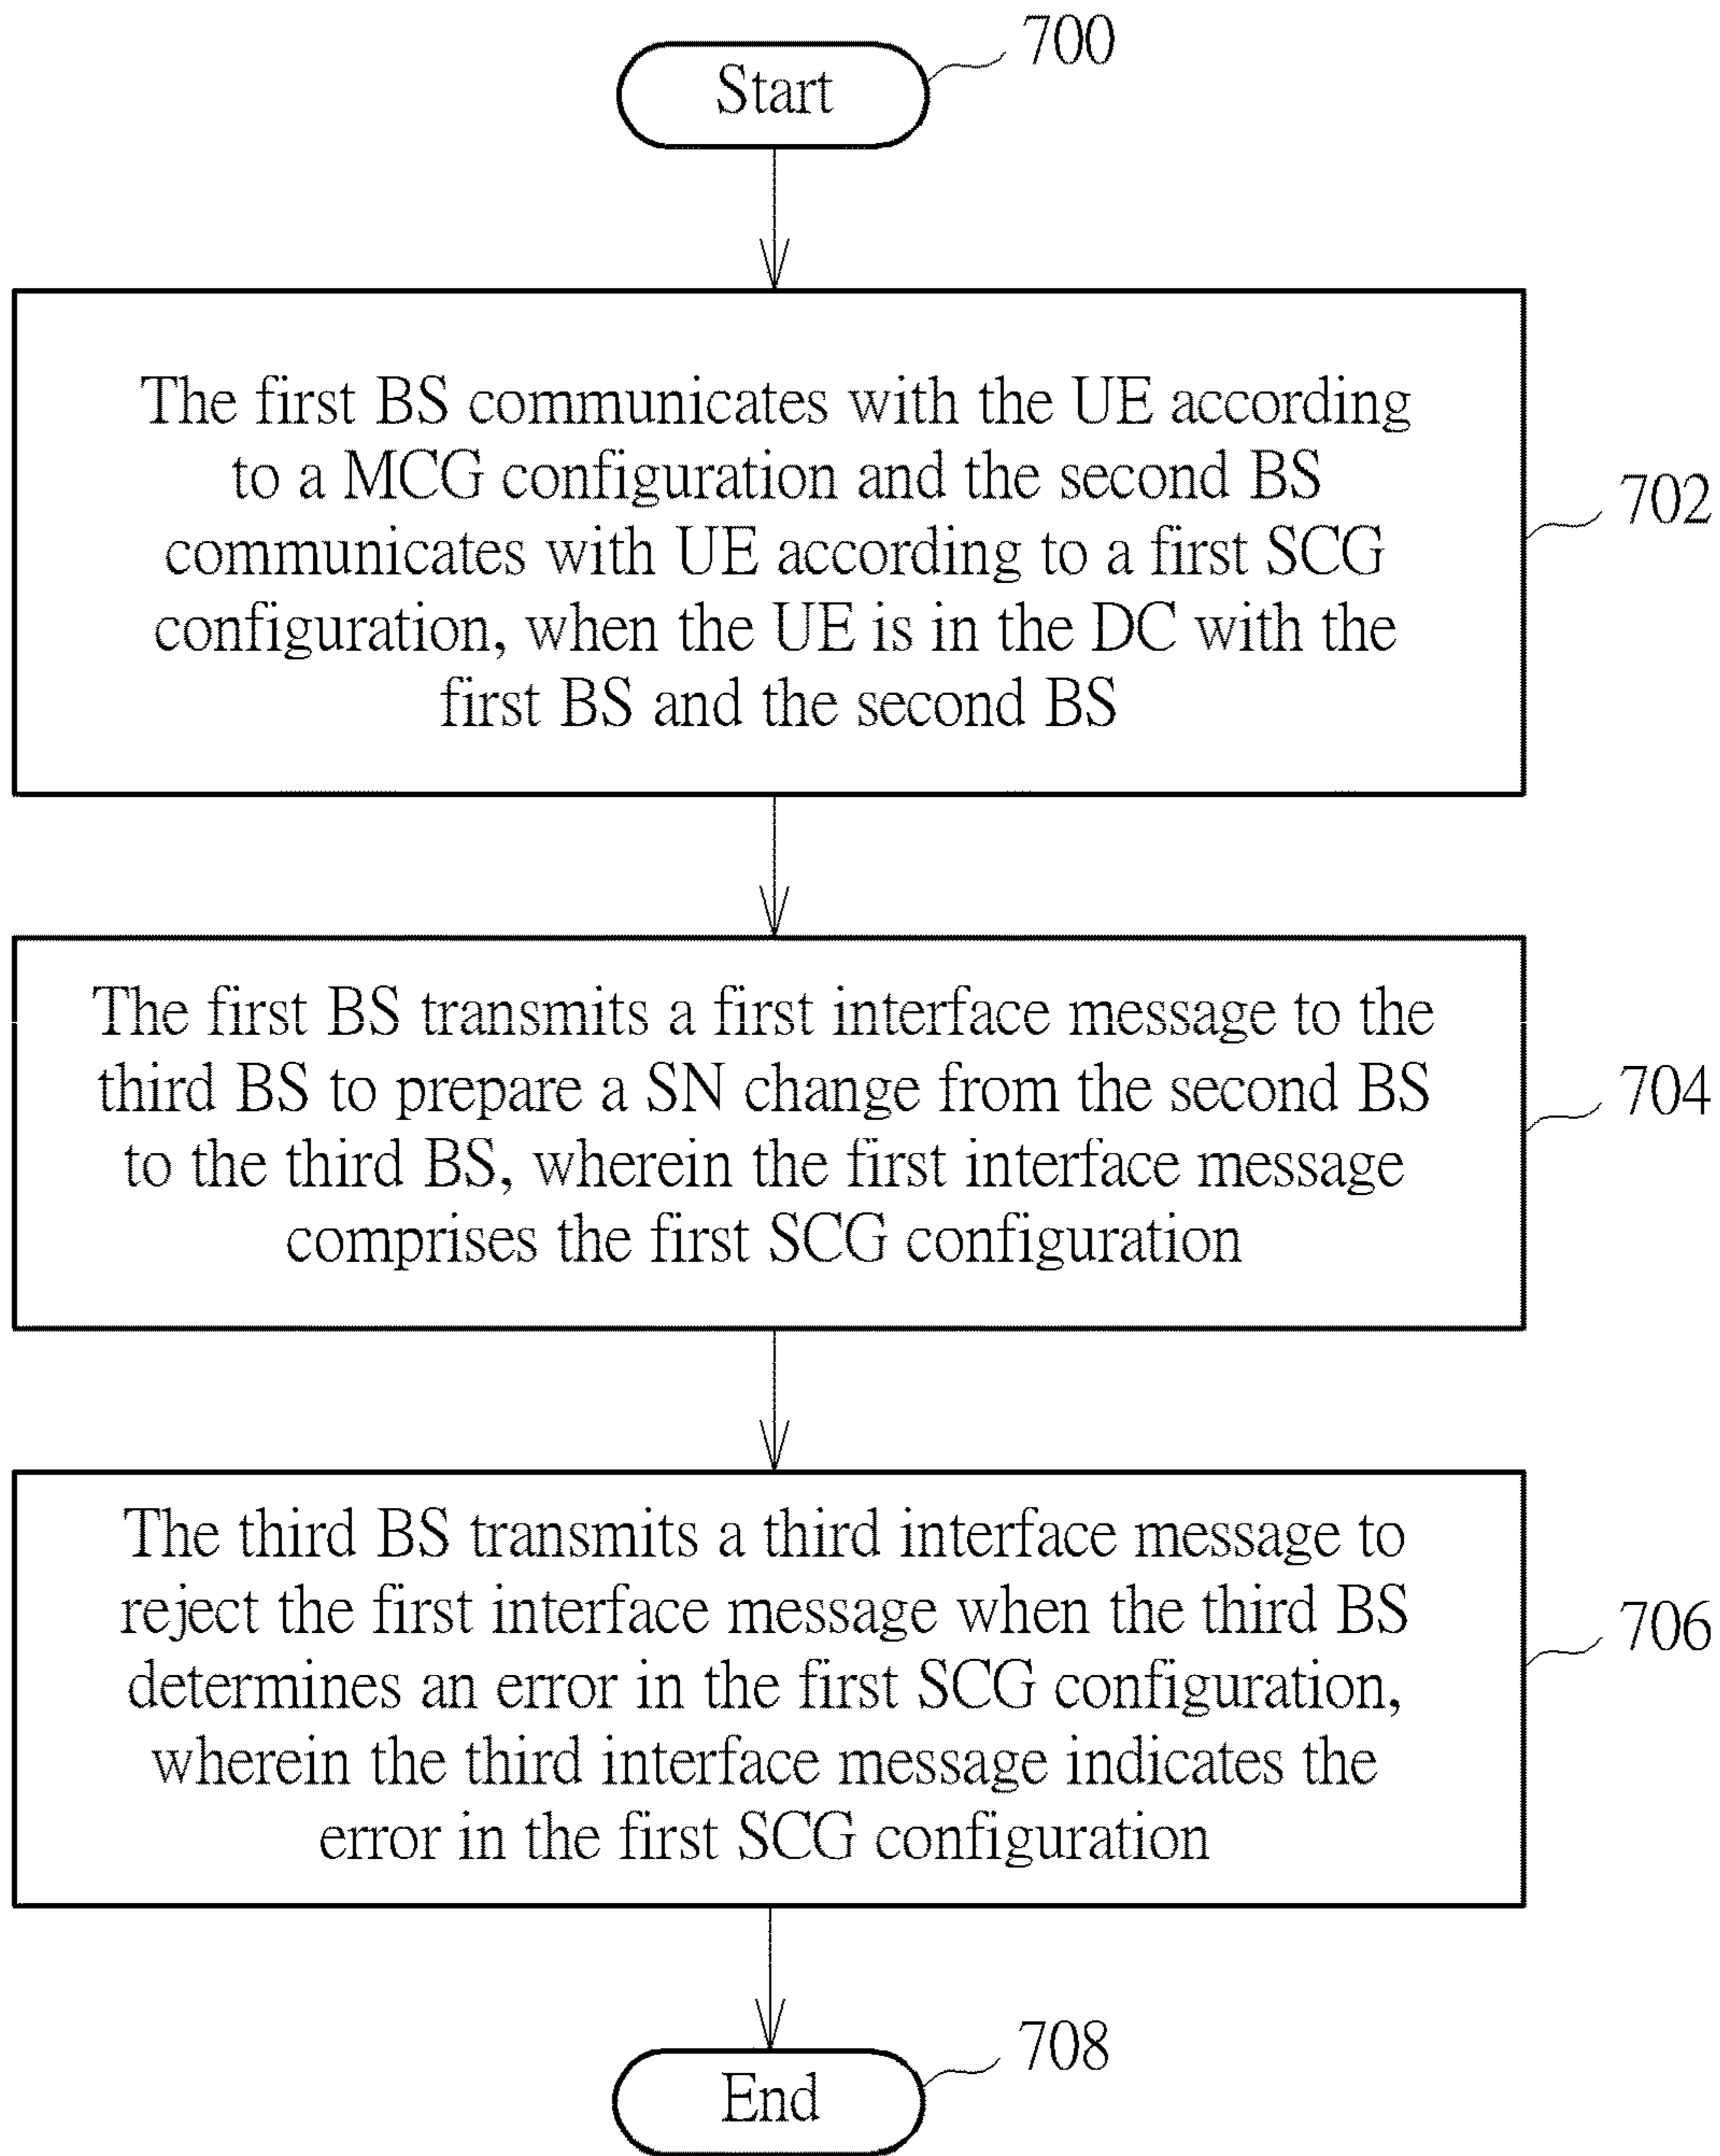 700
Start
The first BS communicates with the UE according
to a MCG configuration and the second BS
communicates with UE according to a first SCG
configuration, when the UE is in the DC with the
first BS and the second BS
702
The first BS transmits a first interface message to the
third BS to prepare a SN change from the second BS
to the third BS, wherein the first interface message
comprises the first SCG configuration
704
The third BS transmits a third interface message to
reject the first interface message when the third BS
determines an error in the first SCG configuration,
wherein the third interface message indicates the
error in the first SCG configuration
706
708
End